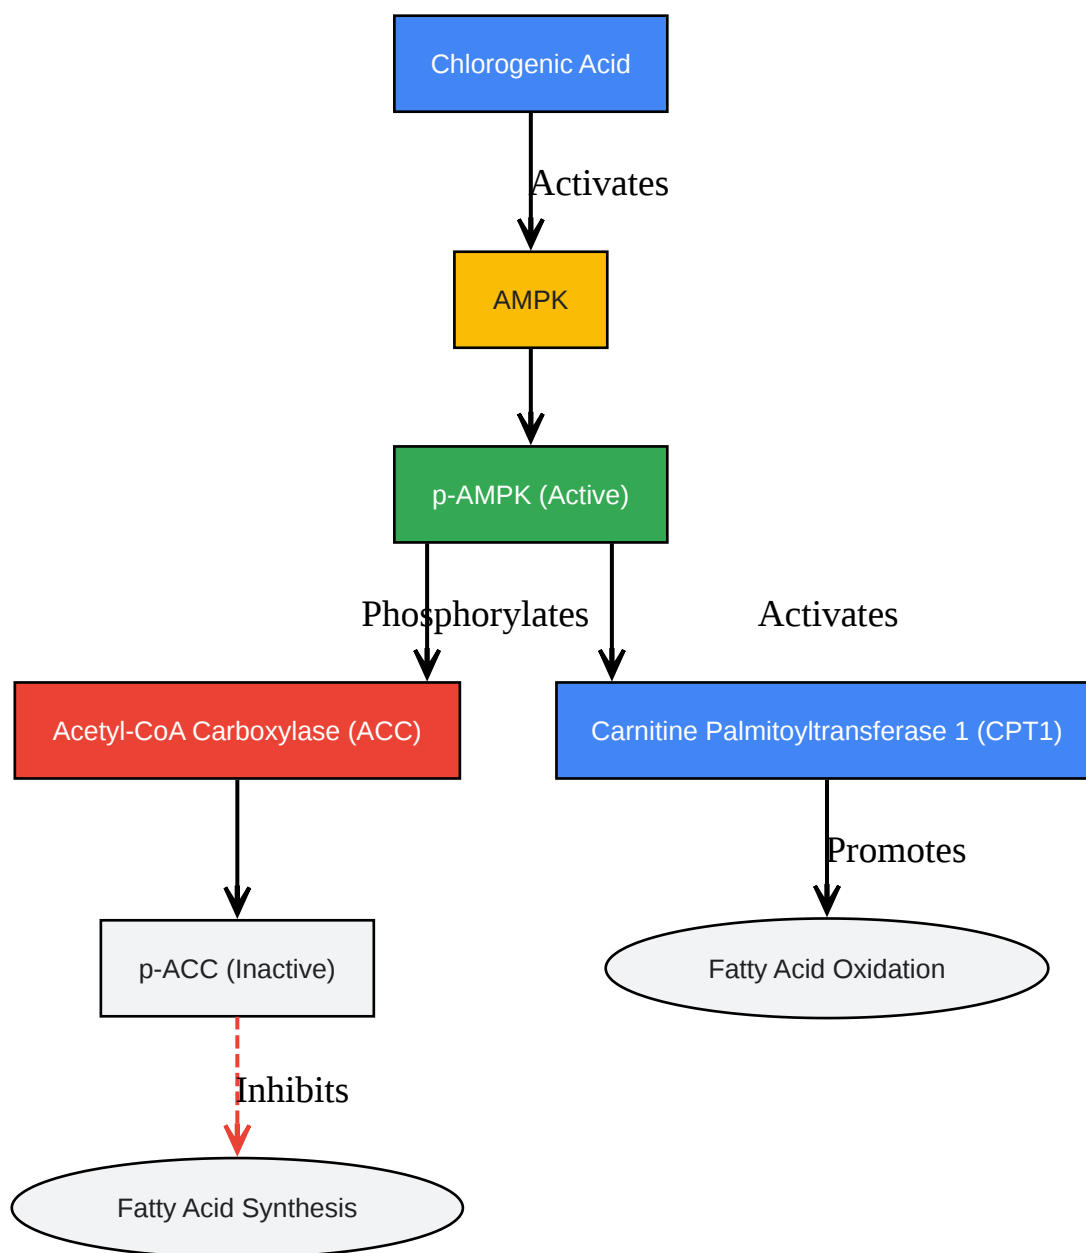 Chlorogenic Acid
Activates
AMPK
p-AMPK (Active)
Phosphorylates
Activates
Acetyl-CoA Carboxylase (ACC)
Carnitine Palmitoyltransferase 1 (CPT1)
Promotes
p-ACC (Inactive)
Fatty Acid Oxidation
Inhibits
Fatty Acid Synthesis